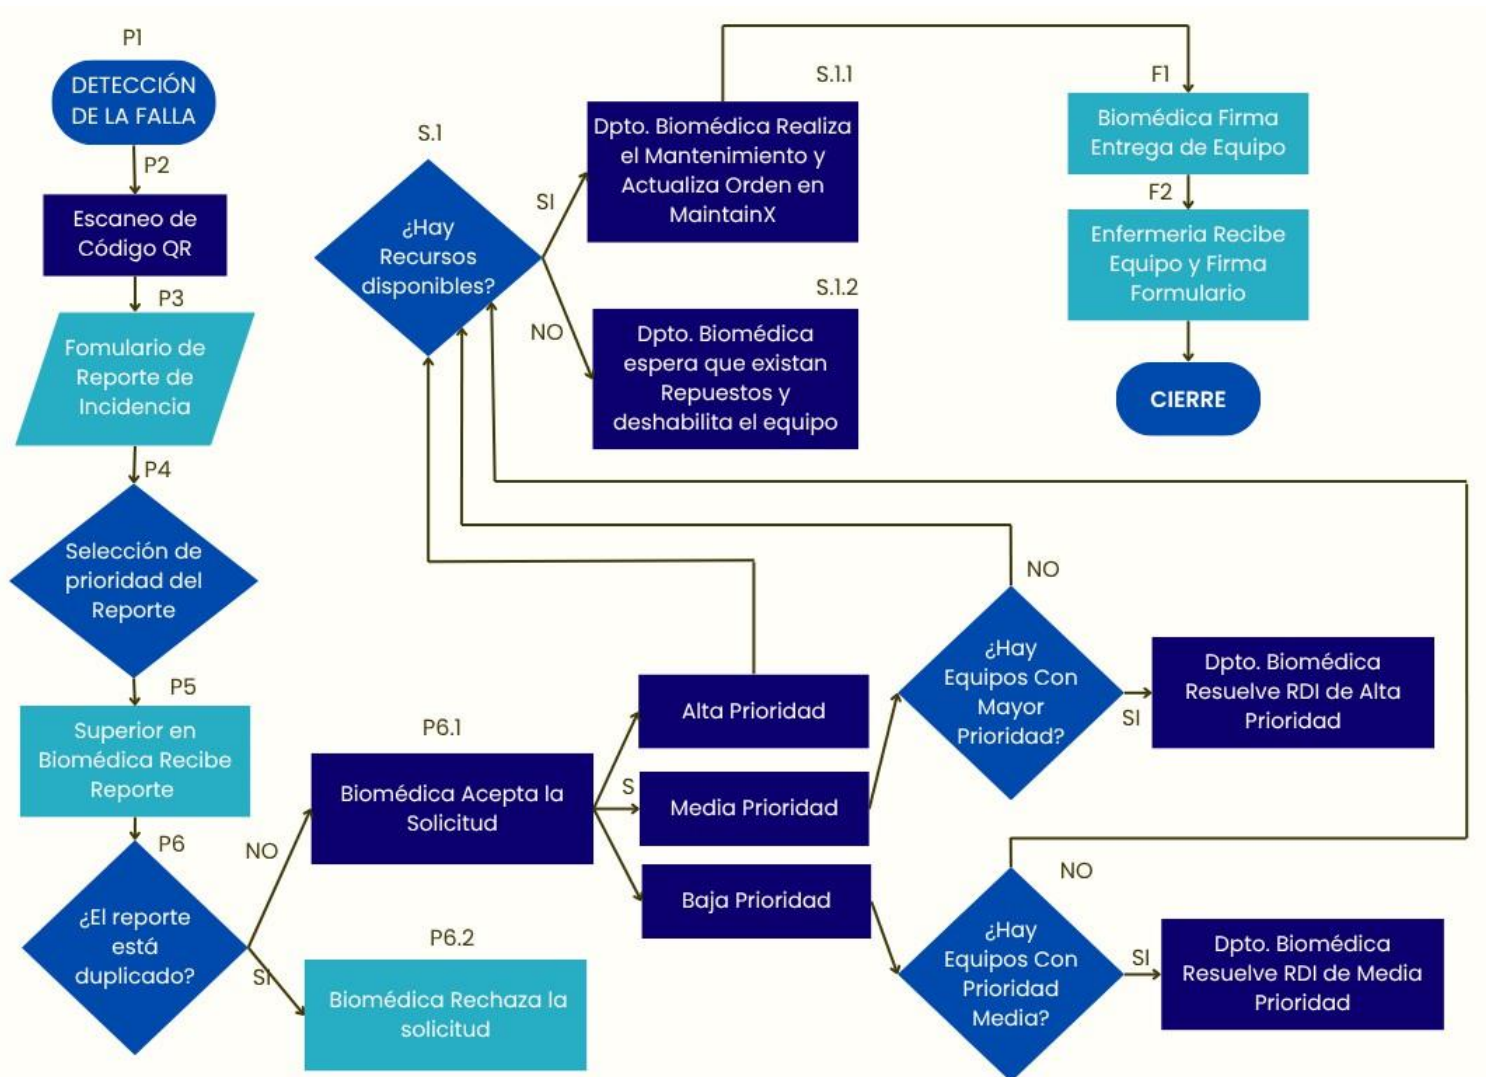 P1
DETECCIÓN
DE LA FALLA
P2
Escaneo de
Código QR
P3
Fomulario de
Reporte de
Incidencia
P4
Selección de
prioridad del
Reporte
P5
Superior en
Biomédica Recibe
Reporte
P6
¿El reporte
está
duplicado?
NO
SI
P6.1
Biomédica Acepta la
Solicitud
P6.2
Biomédica Rechaza la
solicitud
S
Alta Prioridad
Media Prioridad
Baja Prioridad
¿Hay
Equipos Con
Mayor
Prioridad?
NO
SI
Dpto. Biomédica
Resuelve RDI de Alta
Prioridad
¿Hay
Equipos Con
Prioridad
Media?
NO
SI
Dpto. Biomédica
Resuelve RDI de Media
Prioridad
S.1
¿Hay
Recursos
disponibles?
SI
NO
S.1.1
Dpto. Biomédica Realiza
el Mantenimiento y
Actualiza Orden en
MaintainX
S.1.2
Dpto. Biomédica
espera que existan
Repuestos y
deshabilita el equipo
F1
Biomédica Firma
Entrega de Equipo
F2
Enfermeria Recibe
Equipo y Firma
Formulario
CIERRE